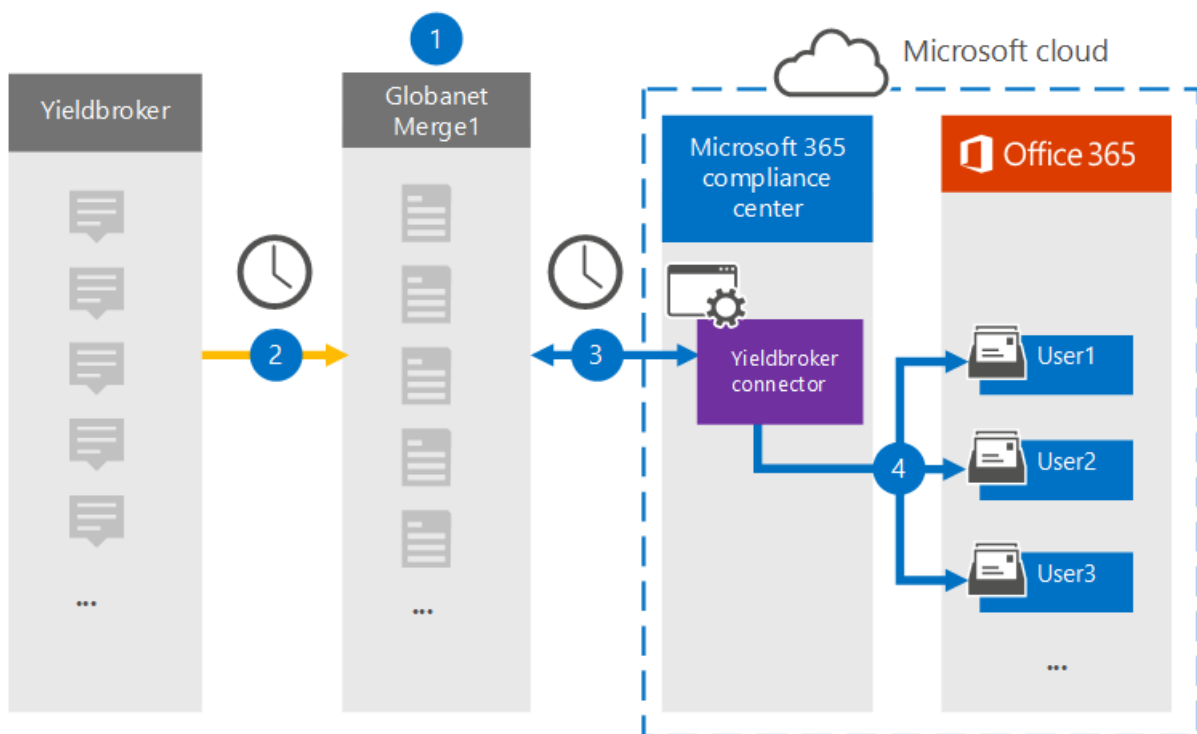 1
Microsoft cloud
Yieldbroker
Globanet
Merge1
Microsoft 365
compliance
center
Office 365
2
3
Yieldbroker
connector
4
User1
User2
User3
...
...
...